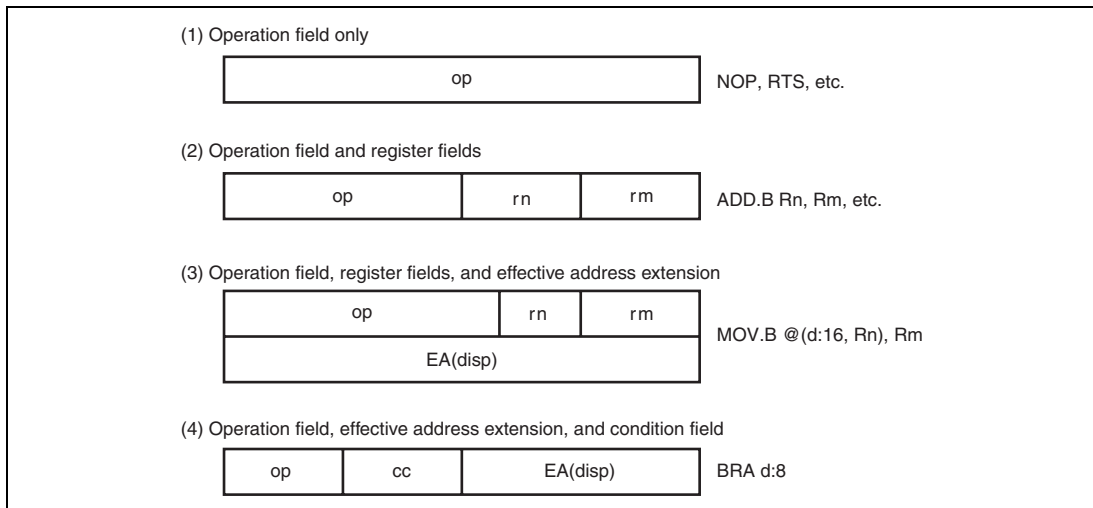 (1) Operation field only
op
NOP, RTS, etc.
(2) Operation field and register fields
op rn rm
ADD.B Rn, Rm, etc.
(3) Operation field, register fields, and effective address extension
op rn rm
EA(disp)
MOV.B @(d:16, Rn), Rm
(4) Operation field, effective address extension, and condition field
op cc EA(disp)
BRA d:8